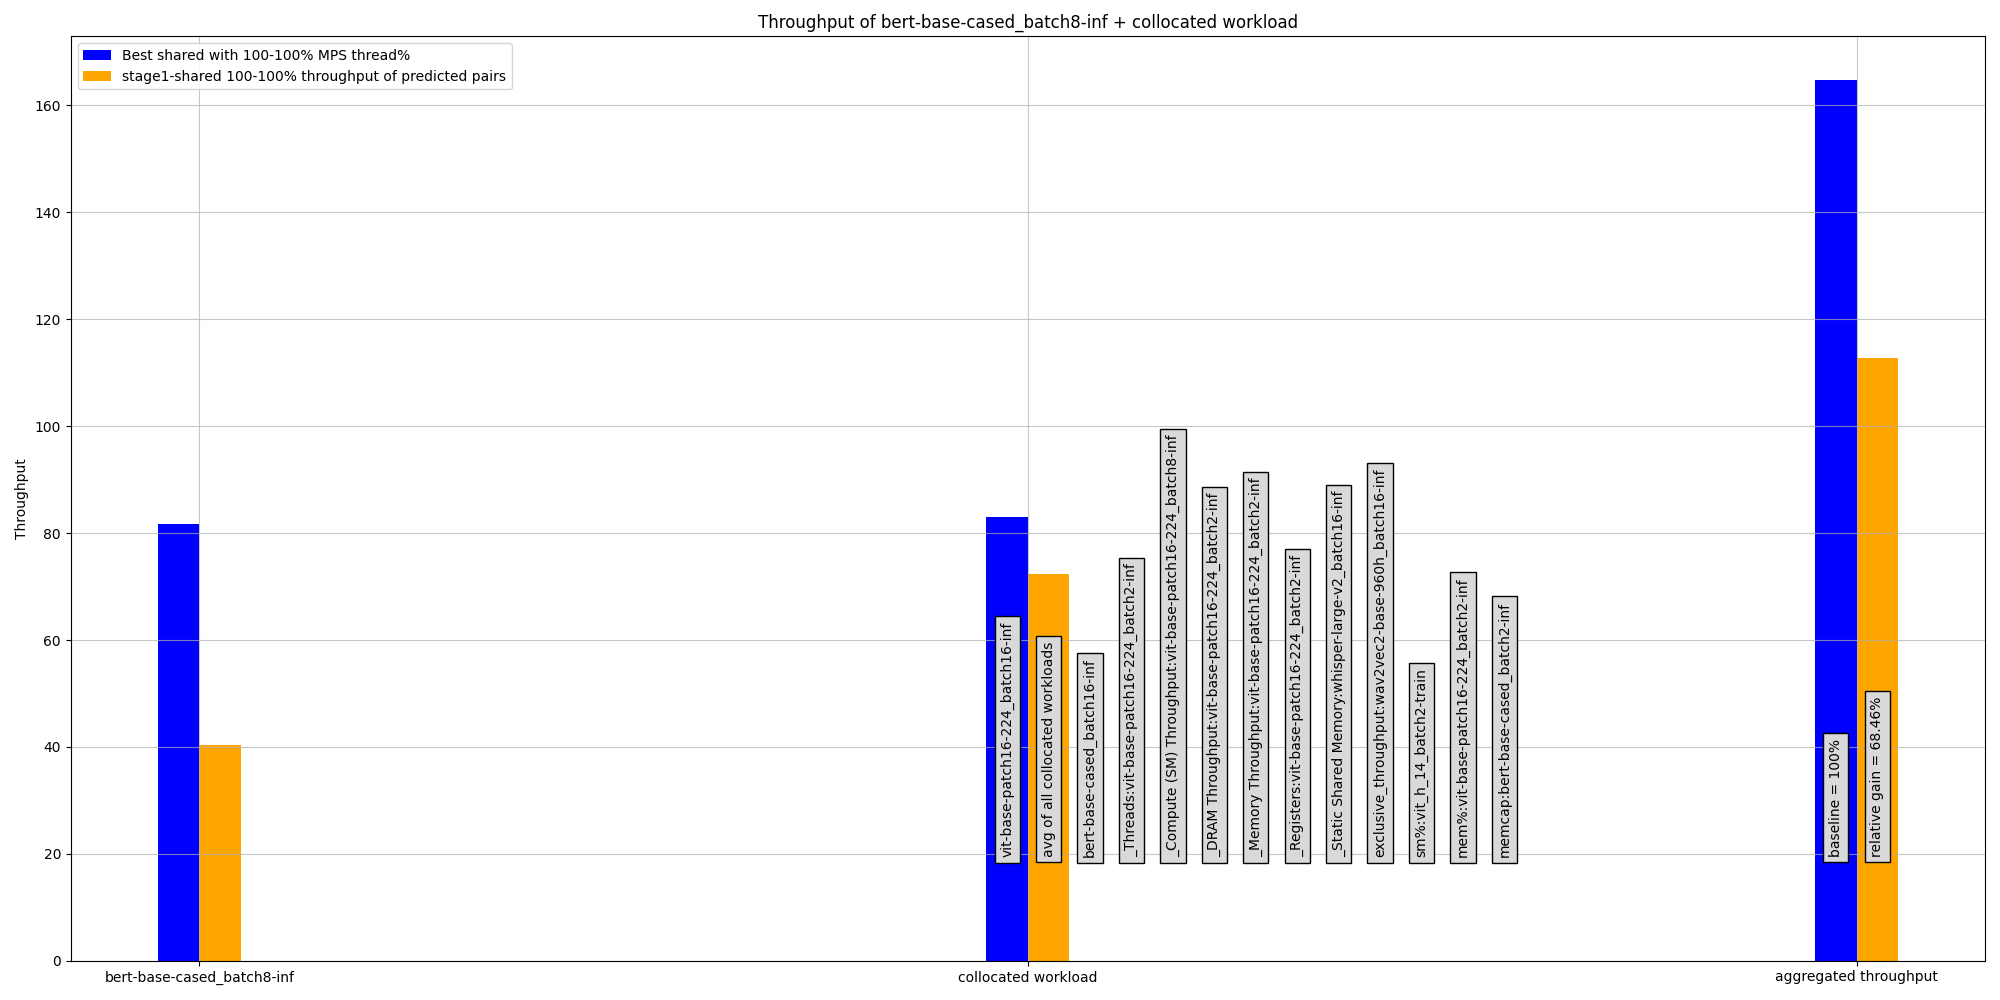 Throughput of bert-base-cased_batch8-inf + collocated workload
Best shared with 100-100% MPS thread%
stage1-shared 100-100% throughput of predicted pairs
Throughput
160
140
120
100
80
60
40
20
0
vit-base-patch16-224_batch16-inf
avg of all collocated workloads
bert-base-cased_batch16-inf
_Threads:vit-base-patch16-224_batch2-inf
_Compute (SM) Throughput:vit-base-patch16-224_batch8-inf
_DRAM Throughput:vit-base-patch16-224_batch2-inf
_Memory Throughput:vit-base-patch16-224_batch2-inf
_Registers:vit-base-patch16-224_batch2-inf
_Static Shared Memory:whisper-large-v2_batch16-inf
exclusive_throughput:wav2vec2-base-960h_batch16-inf
sm%:vit_h_14_batch2-train
mem%:vit-base-patch16-224_batch2-inf
memcap:bert-base-cased_batch2-inf
baseline = 100%
relative gain = 68.46%
bert-base-cased_batch8-inf
collocated workload
aggregated throughput